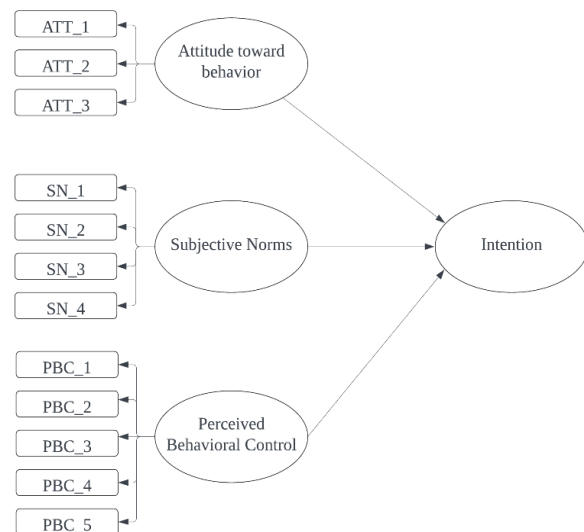 ATT_1
ATT_2
ATT_3
Attitude toward
behavior
SN_1
SN_2
SN_3
SN_4
Subjective Norms
Intention
PBC_1
PBC_2
PBC_3
PBC_4
PBC_5
Perceived
Behavioral Control